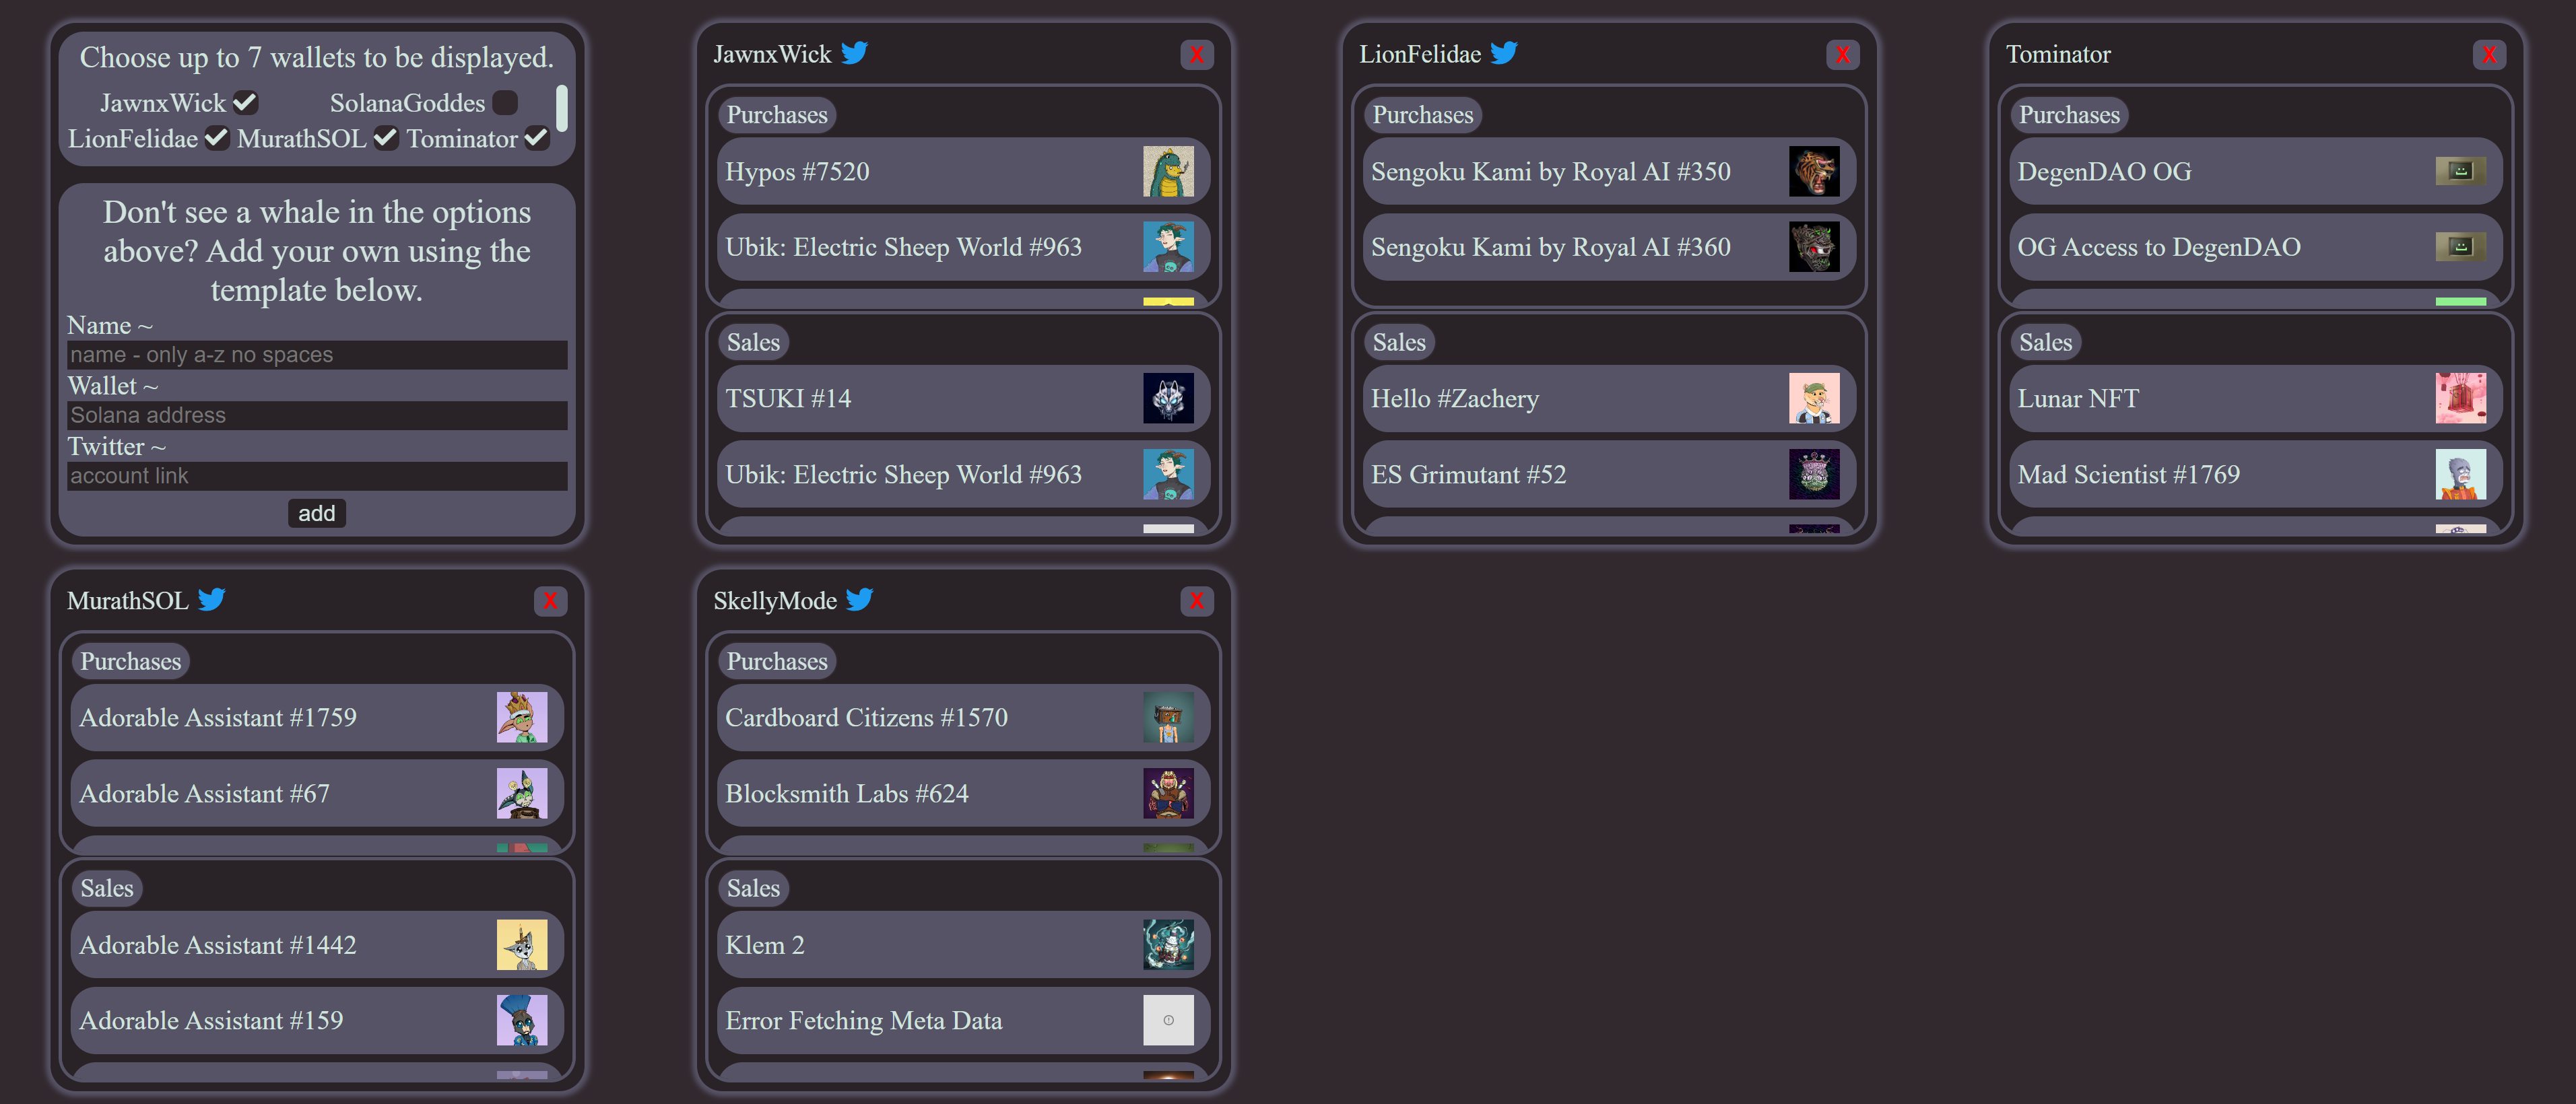 Choose up to 7 wallets to be displayed.
JawnxWick SolanaGoddes
LionFelidae MurathSOL Tominator
Don't see a whale in the options
above? Add your own using the
template below.
Name ~
name - only a-z no spaces
Wallet ~
Solana address
Twitter ~
account link
add
JawnxWick X
Purchases
Hypos #7520
Ubik: Electric Sheep World #963
Sales
TSUKI #14
Ubik: Electric Sheep World #963
LionFelidae X
Purchases
Sengoku Kami by Royal AI #350
Sengoku Kami by Royal AI #360
Sales
Hello #Zachery
ES Grimutant #52
Tominator X
Purchases
DegenDAO OG
OG Access to DegenDAO
Sales
Lunar NFT
Mad Scientist #1769
MurathSOL X
Purchases
Adorable Assistant #1759
Adorable Assistant #67
Sales
Adorable Assistant #1442
Adorable Assistant #159
SkellyMode X
Purchases
Cardboard Citizens #1570
Blocksmith Labs #624
Sales
Klem 2
Error Fetching Meta Data